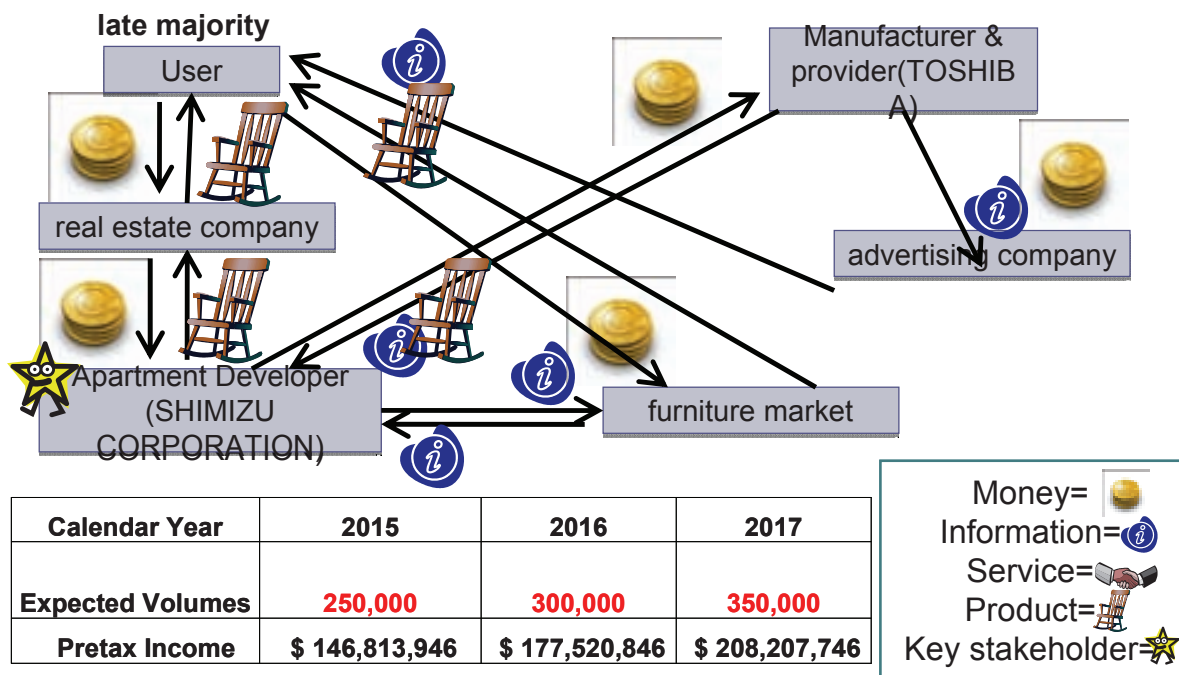 late majority
User
Manufacturer &
provider(TOSHIB
A)
real estate company
advertising company
Apartment Developer
(SHIMIZU
CORPORATION)
furniture market
Calendar Year 2015 2016 2017
Expected Volumes 250,000 300,000 350,000
Pretax Income $ 146,813,946 $ 177,520,846 $ 208,207,746
Money=
Information=
Service=
Product=
Key stakeholder=